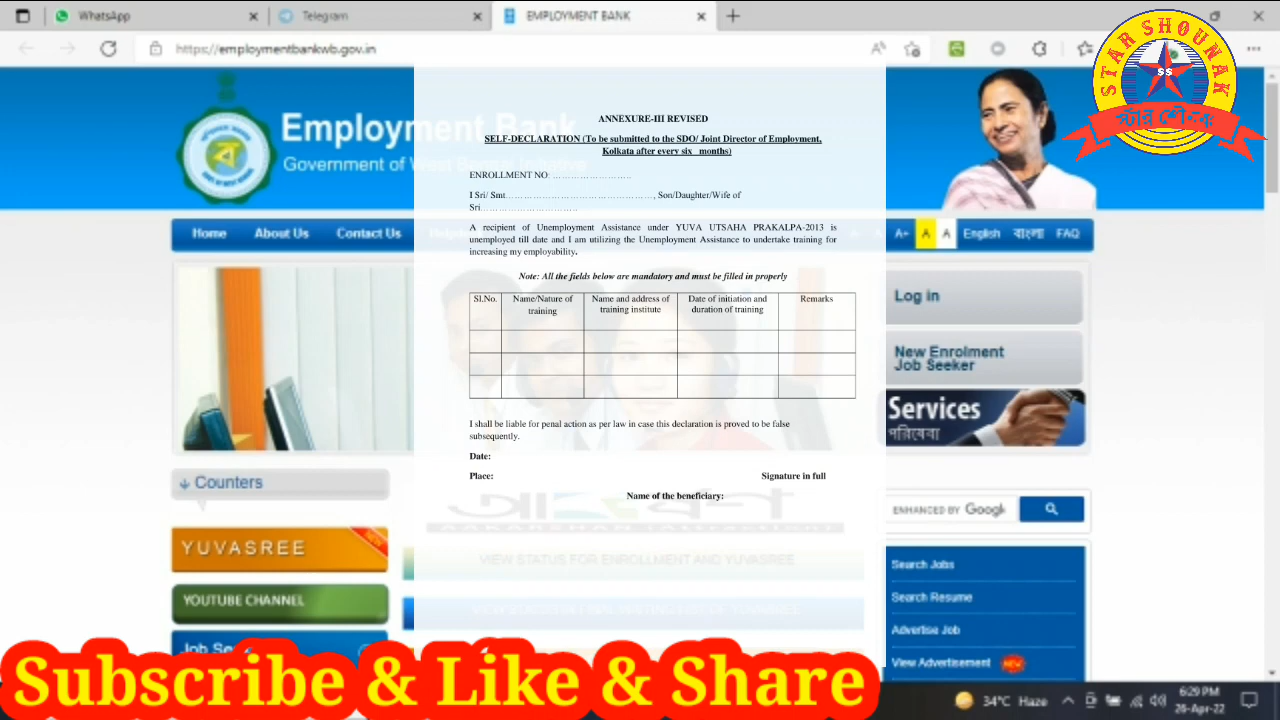 WhatsApp
Telegram
EMPLOYMENT BANK
https://employmentbankwb.gov.in
STAR SHOUNAK
SS
স্টার শৌনক
Employment Bank
Government of West Bengal Initiative
Home
About Us
Contact Us
A+
A
A
English
বাংলা
FAQ
ANNEXURE-III REVISED
SELF-DECLARATION (To be submitted to the SDO/ Joint Director of Employment,
Kolkata after every six months)
ENROLLMENT NO: ……………………..
I Sri/ Smt…………………………………………, Son/Daughter/Wife of
Sri…………………………..
A recipient of Unemployment Assistance under YUVA UTSAHA PRAKALPA-2013 is
unemployed till date and I am utilizing the Unemployment Assistance to undertake training for
increasing my employability.
Note: All the fields below are mandatory and must be filled in properly
Sl.No.
Name/Nature of
training
Name and address of
training institute
Date of initiation and
duration of training
Remarks
I shall be liable for penal action as per law in case this declaration is proved to be false
subsequently.
Date:
Place:
Signature in full
Name of the beneficiary:
Log in
New Enrolment
Job Seeker
Services
পরিষেবা
Counters
YUVASREE
YOUTUBE CHANNEL
VIEW STATUS FOR ENROLLMENT AND YUVASREE
ENHANCED BY Google
Search Jobs
Search Resume
Advertise Job
View Advertisement
NEW
Subscribe & Like & Share
34°C Haze
6:29 PM
26-Apr-22